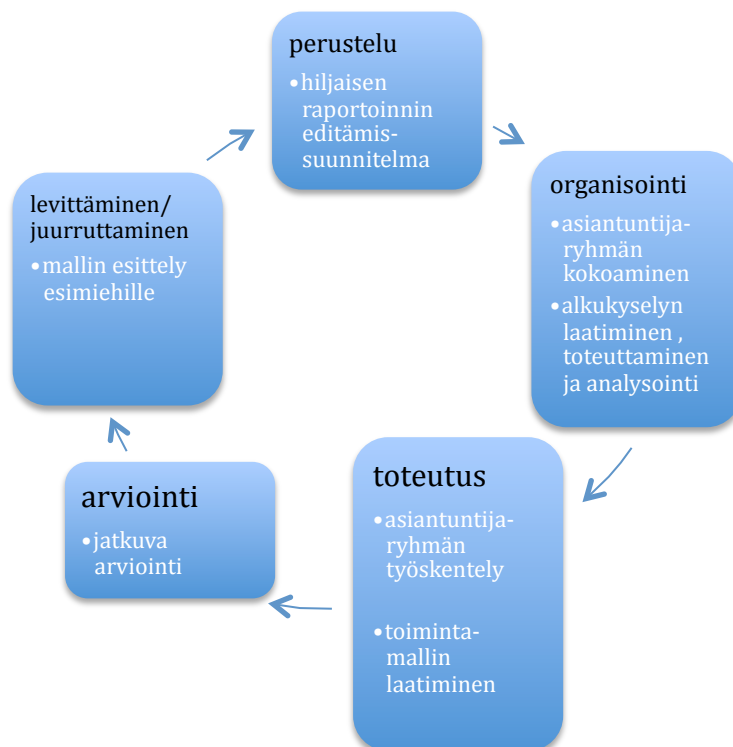 perustelu
•hiljaisen
raportoinnin
editämis-
suunnitelma
organisointi
•asiantuntija-
ryhmän
kokoaminen
•alkukyselyn
laatiminen ,
toteuttaminen
ja analysointi
toteutus
•asiantuntija-
ryhmän
työskentely
•toiminta-
mallin
laatiminen
arviointi
•jatkuva
arviointi
levittäminen/
juurruttaminen
•mallin esittely
esimiehille